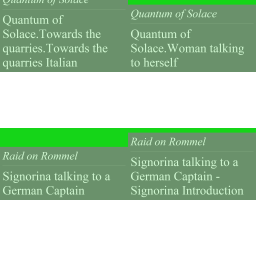 Quantum of Solace
Quantum of
Solace.Towards the
quarries.Towards the
quarries Italian
Quantum of Solace
Quantum of
Solace.Woman talking
to herself
Raid on Rommel
Signorina talking to a
German Captain
Raid on Rommel
Signorina talking to a
German Captain -
Signorina Introduction